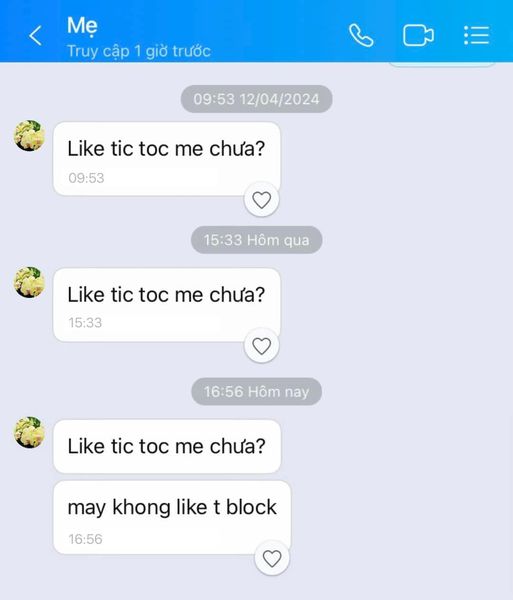 Mẹ
Truy cập 1 giờ trước
09:53 12/04/2024
Like tic toc me chưa?
09:53
15:33 Hôm qua
Like tic toc me chưa?
15:33
16:56 Hôm nay
Like tic toc me chưa?
may khong like t block
16:56